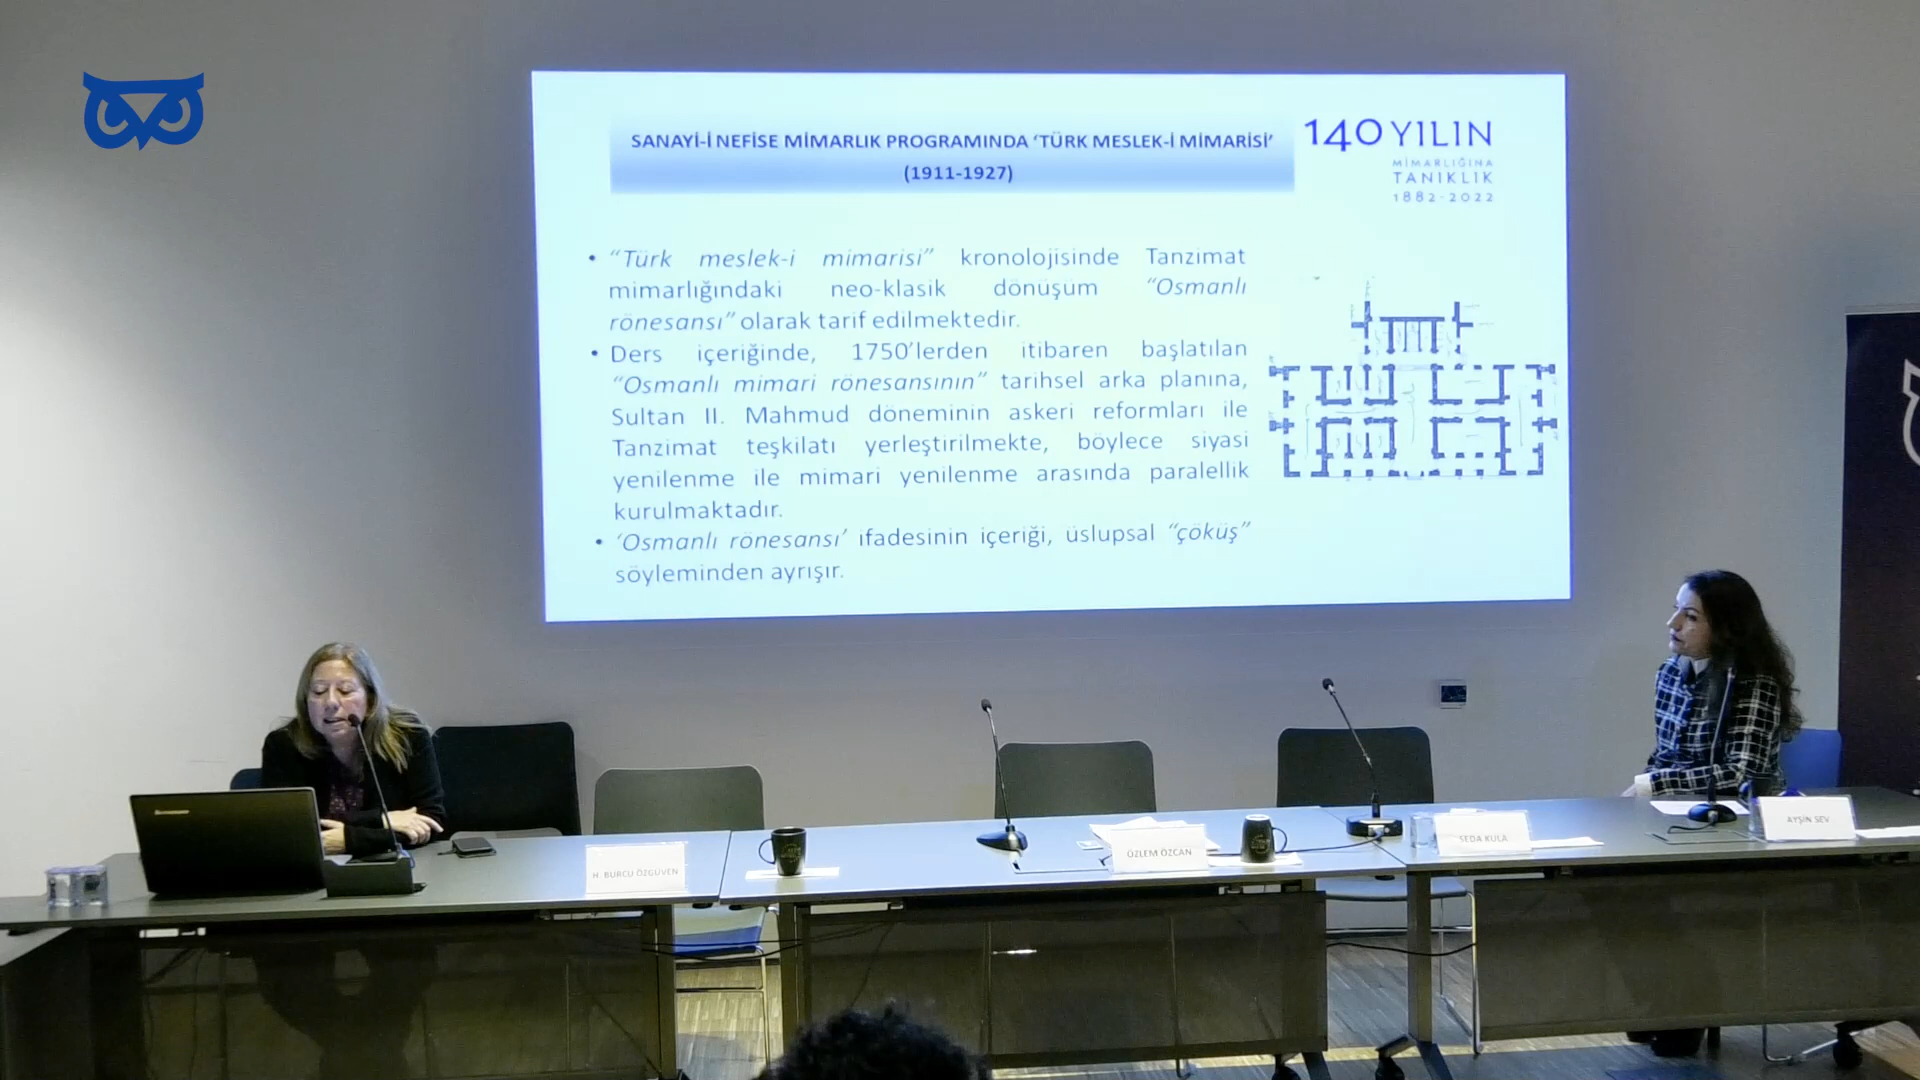 SANAYİ-İ NEFİSE MİMARLIK PROGRAMINDA ‘TÜRK MESLEK-İ MİMARİSİ’
(1911-1927)
140 YILIN
MİMARLIĞINA
TANIKLIK
1882-2022
• “Türk meslek-i mimarisi” kronolojisinde Tanzimat
mimarlığındaki neo-klasik dönüşüm “Osmanlı
rönesansı” olarak tarif edilmektedir.
• Ders içeriğinde, 1750’lerden itibaren başlatılan
“Osmanlı mimari rönesansının” tarihsel arka planına,
Sultan II. Mahmud döneminin askeri reformları ile
Tanzimat teşkilatı yerleştirilmekte, böylece siyasi
yenilenme ile mimari yenilenme arasında paralellik
kurulmaktadır.
• ‘Osmanlı rönesansı’ ifadesinin içeriği, üslupsal “çöküş”
söyleminden ayrışır.
H. BURCU ÖZGÜVEN
ÖZLEM ÖZCAN
SEDA KULA
AYŞİN SEV